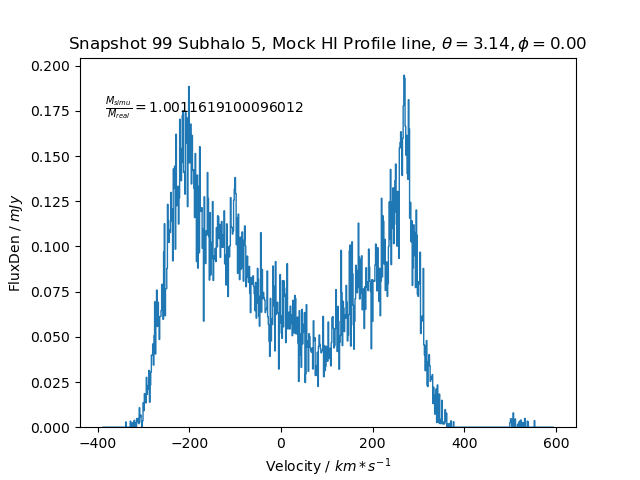 Snapshot 99 Subhalo 5, Mock HI Profile line, θ = 3.14, ϕ = 0.00
0.200
M_simu/M_real = 1.0011619100096012
0.175
0.150
0.125
0.100
0.075
0.050
0.025
0.000
FluxDen / mJy
−400 −200 0 200 400 600
Velocity / km * s⁻¹